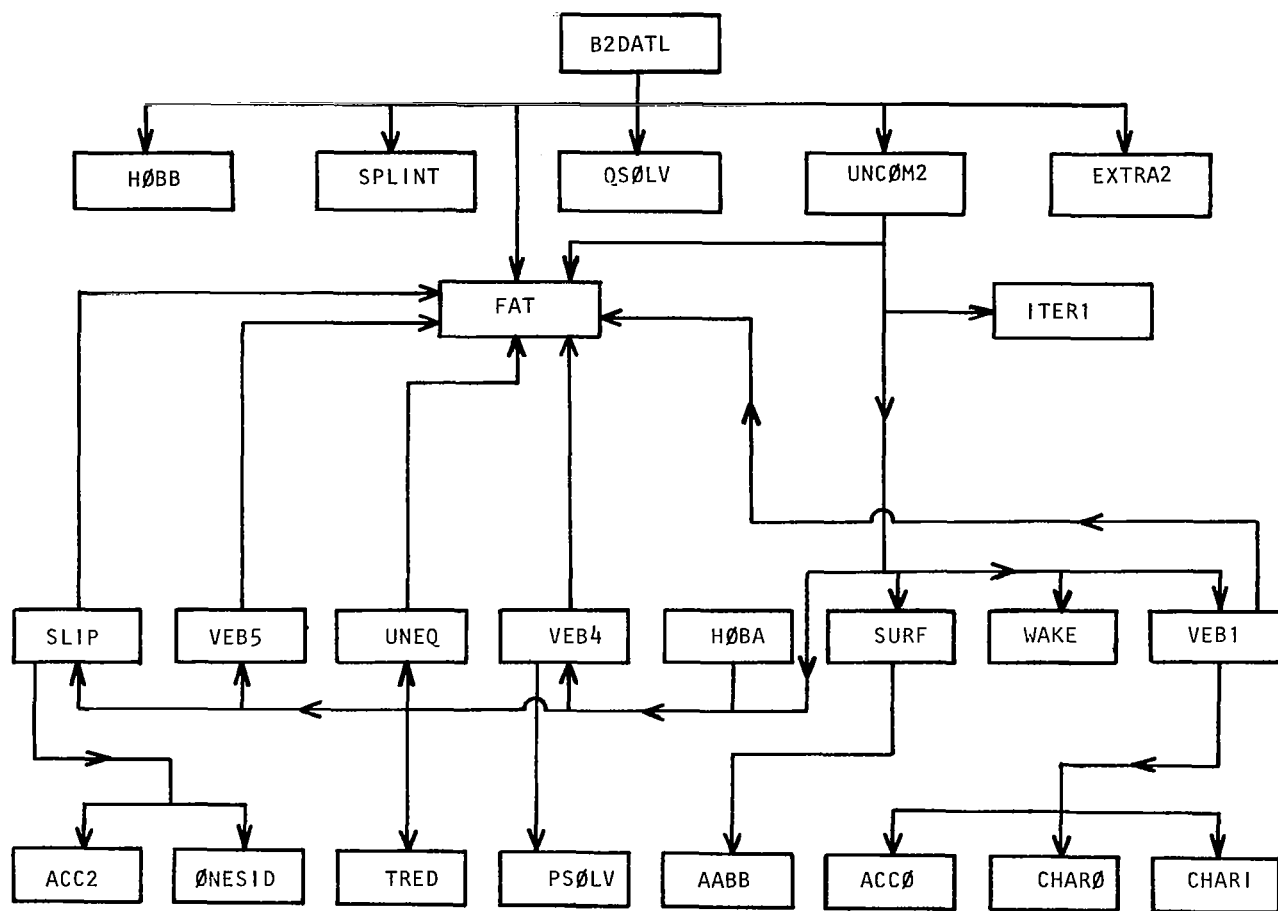 B2DATL
HØBB
SPLINT
QSØLV
UNCØM2
EXTRA2
FAT
ITER1
SLIP
VEB5
UNEQ
VEB4
HØBA
SURF
WAKE
VEB1
ACC2
ØNESID
TRED
PSØLV
AABB
ACCØ
CHARØ
CHAR1